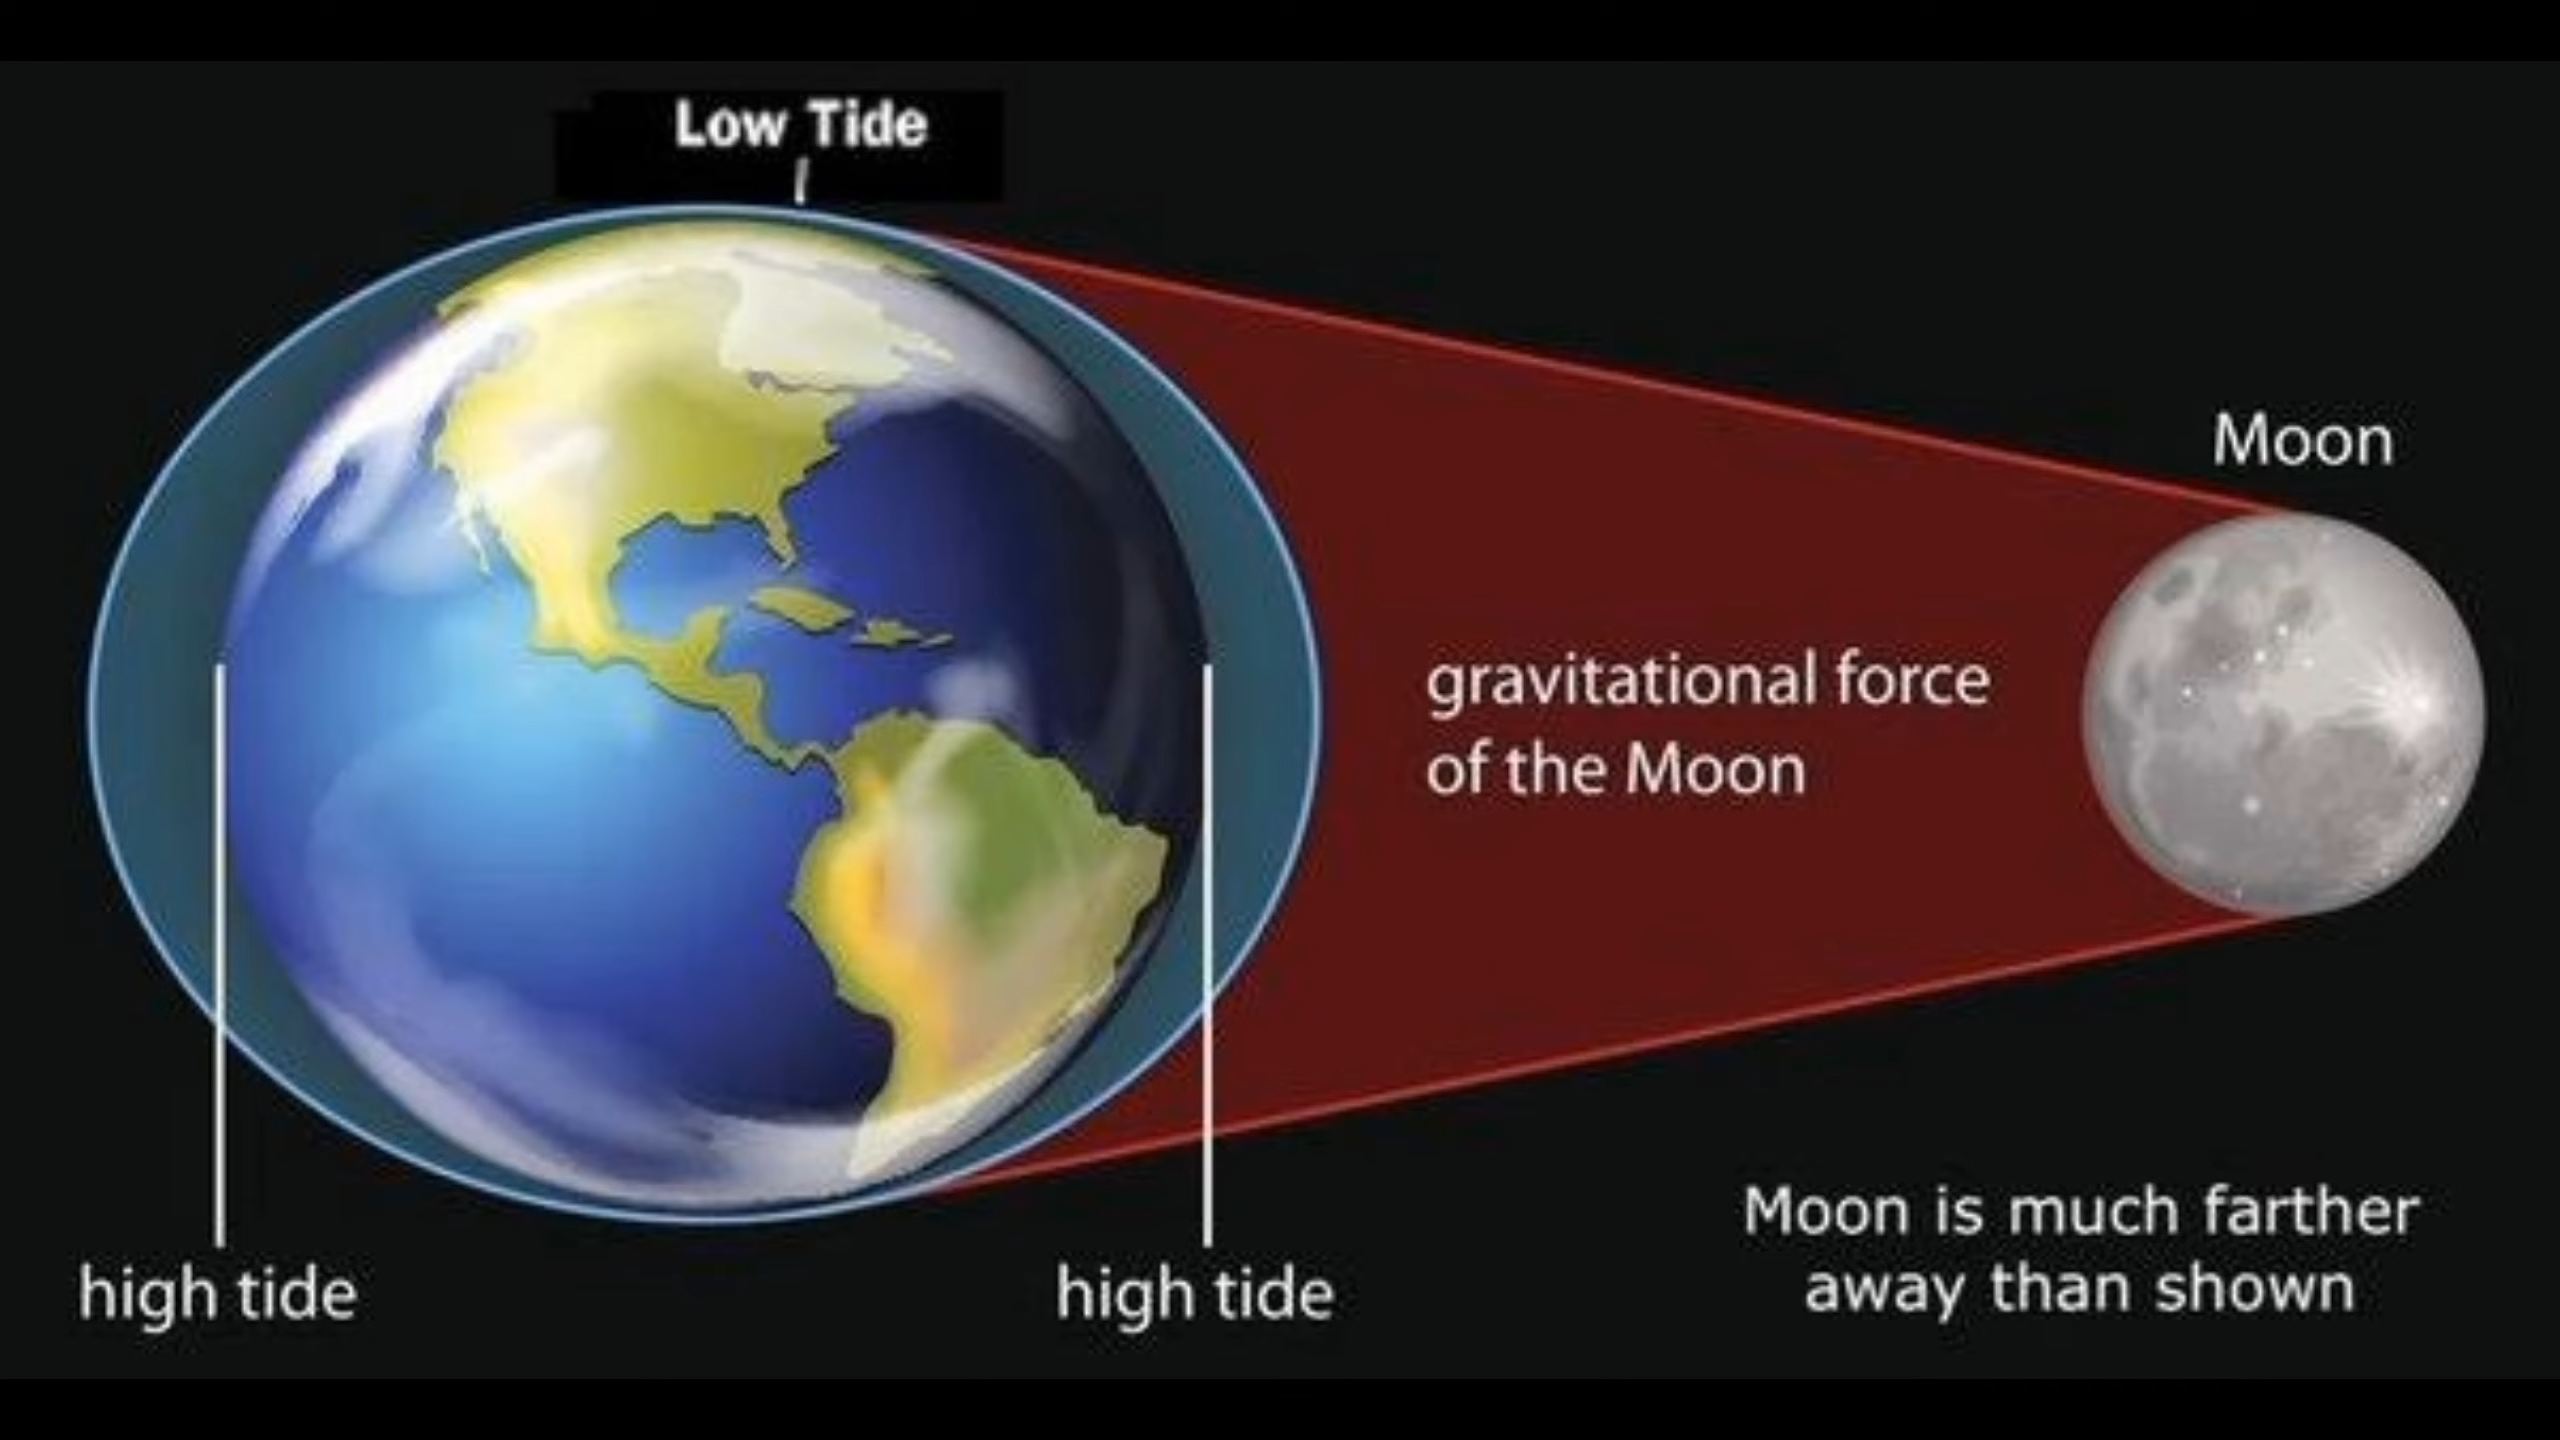 Low Tide
Moon
gravitational force
of the Moon
Moon is much farther
away than shown
high tide
high tide